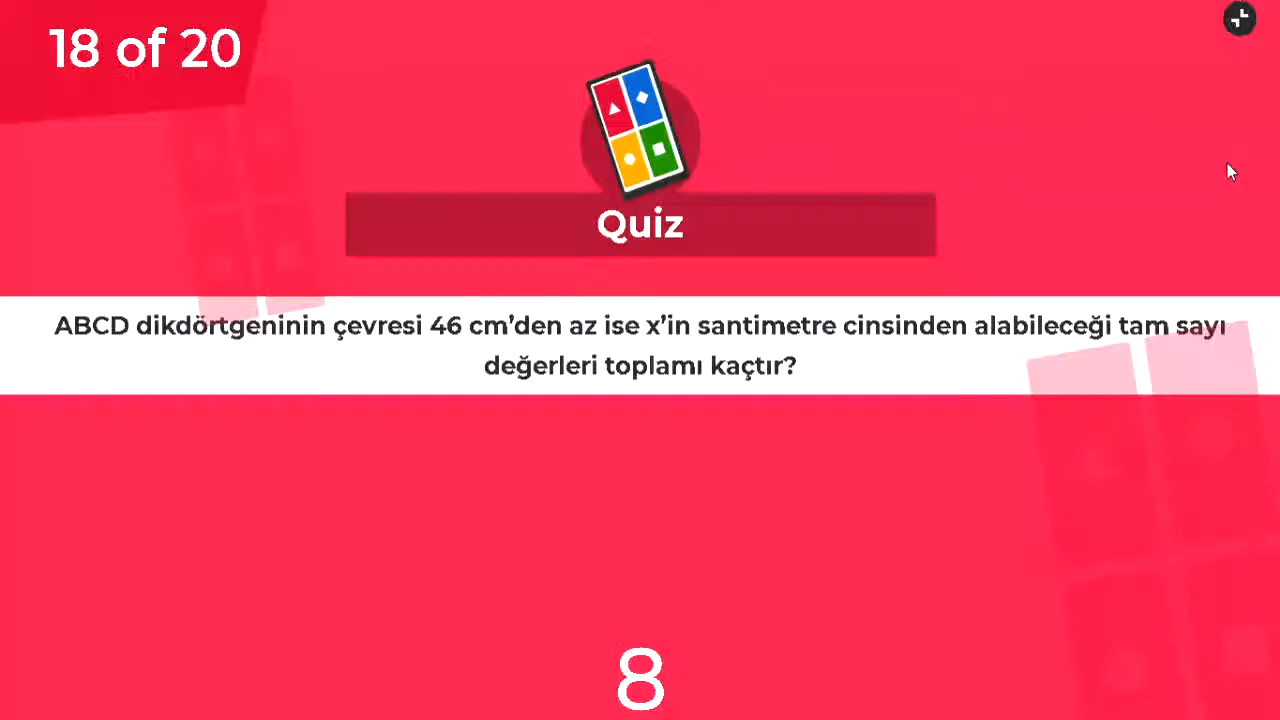 18 of 20
Quiz
ABCD dikdörtgeninin çevresi 46 cm’den az ise x’in santimetre cinsinden alabileceği tam sayı
değerleri toplamı kaçtır?
8